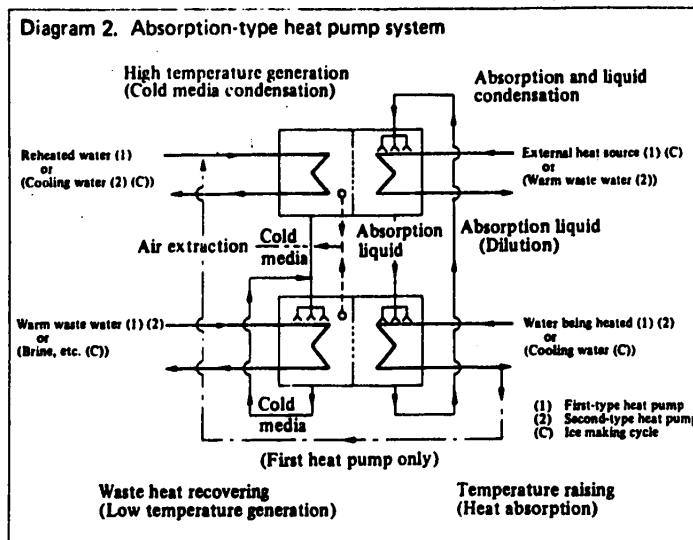 Diagram 2. Absorption-type heat pump system
High temperature generation
(Cold media condensation)
Absorption and liquid
condensation
Reheated water (1)
or
(Cooling water (2) (C))
External heat source (1) (C)
or
(Warm waste water (2))
Air extraction
Cold
media
Absorption
liquid
Absorption liquid
(Dilution)
Warm waste water (1) (2)
or
(Brine, etc. (C))
Water being heated (1) (2)
or
(Cooling water (C))
Cold
media
(1) First-type heat pump
(2) Second-type heat pump
(C) Ice making cycle
(First heat pump only)
Waste heat recovering
(Low temperature generation)
Temperature raising
(Heat absorption)